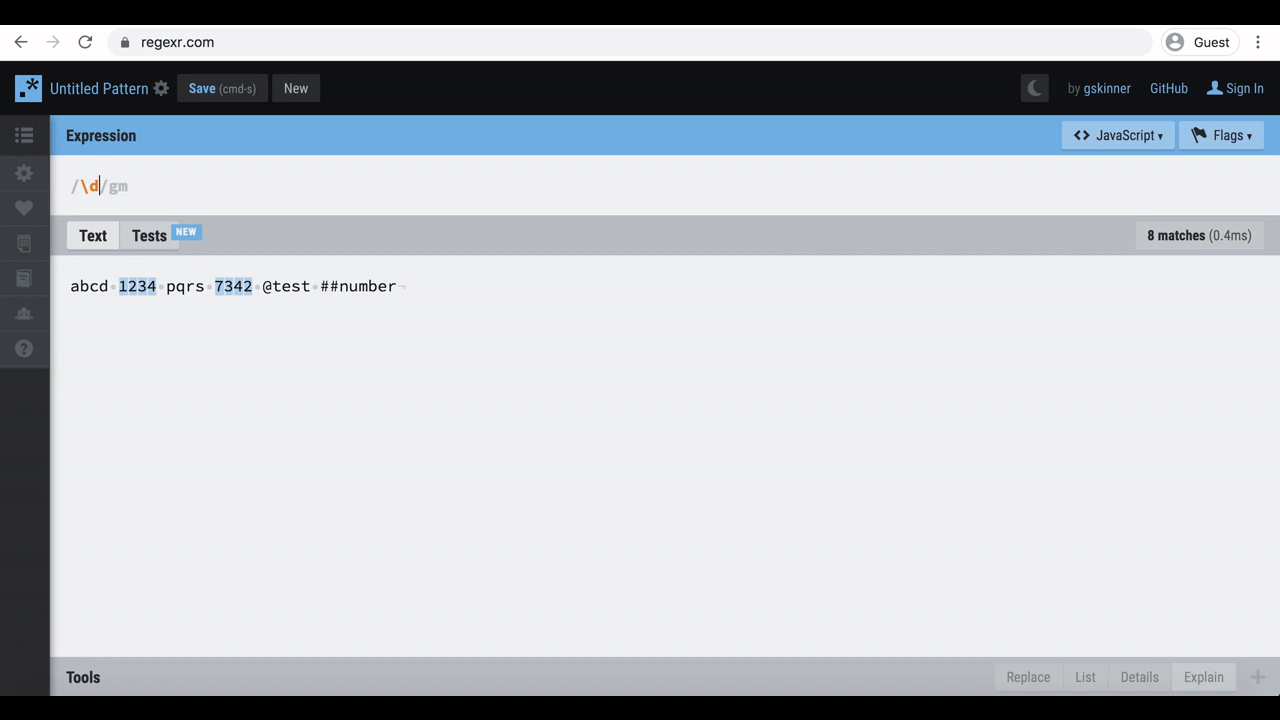 regexr.com Guest
Untitled Pattern Save (cmd-s) New by gskinner GitHub Sign In
Expression JavaScript Flags
/\d/gm
Text Tests NEW 8 matches (0.4ms)
abcd 1234 pqrs 7342 @test ##number
Tools Replace List Details Explain